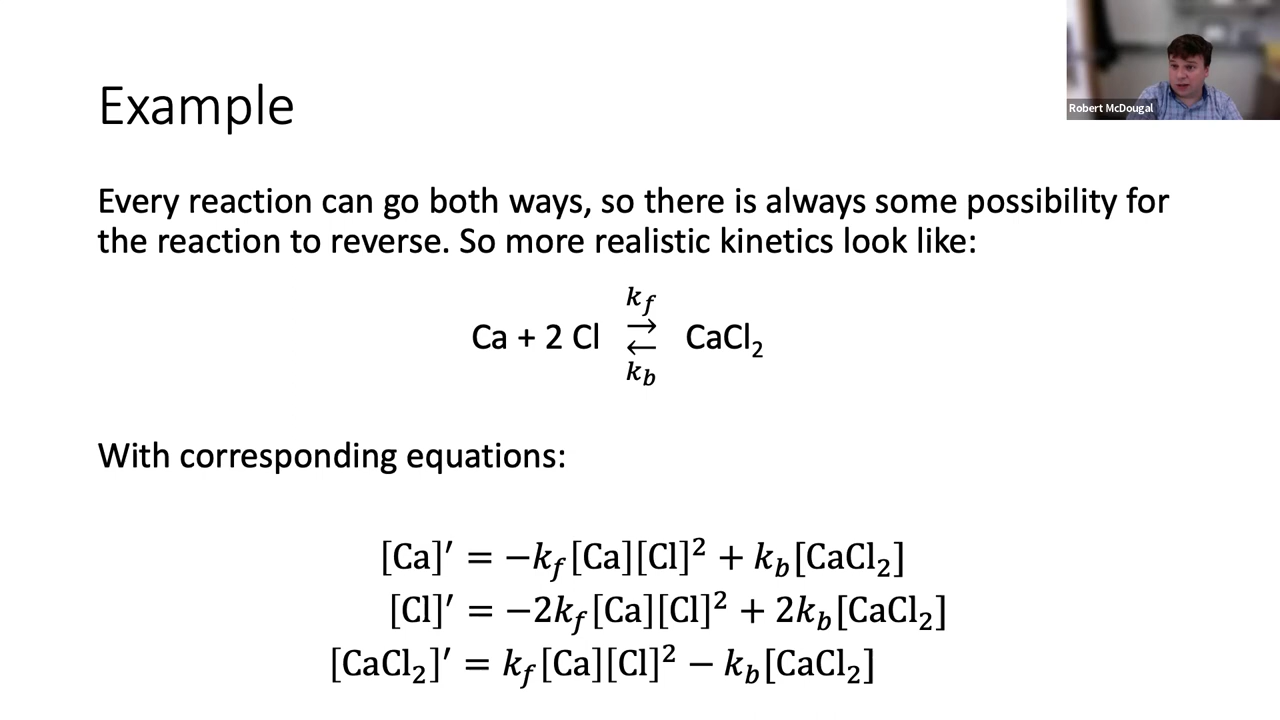 Example
Robert McDougal
Every reaction can go both ways, so there is always some possibility for
the reaction to reverse. So more realistic kinetics look like:
k_f
Ca + 2 Cl ⇄ CaCl₂
k_b
With corresponding equations:
[Ca]′ = −k_f[Ca][Cl]² + k_b[CaCl₂]
[Cl]′ = −2k_f[Ca][Cl]² + 2k_b[CaCl₂]
[CaCl₂]′ = k_f[Ca][Cl]² − k_b[CaCl₂]